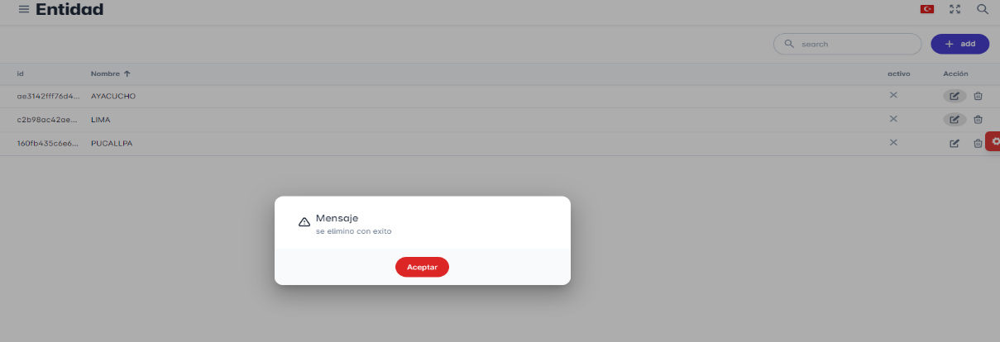 Entidad
search
+ add
id Nombre activo Acción
ae3142fff76d4... AYACUCHO
c2b98ac42ae... LIMA
160fb435c6e6... PUCALLPA
Mensaje
se elimino con exito
Aceptar